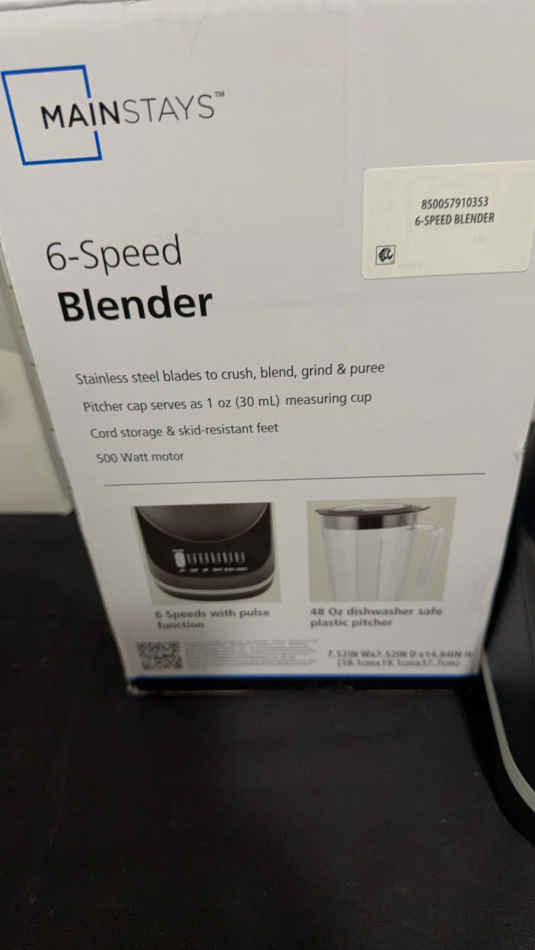 MAINSTAYS™
850057910353
6-SPEED BLENDER
6-Speed
Blender
Stainless steel blades to crush, blend, grind & puree
Pitcher cap serves as 1 oz (30 mL) measuring cup
Cord storage & skid-resistant feet
500 Watt motor
6 Speeds with pulse
function
48 Oz dishwasher safe
plastic pitcher